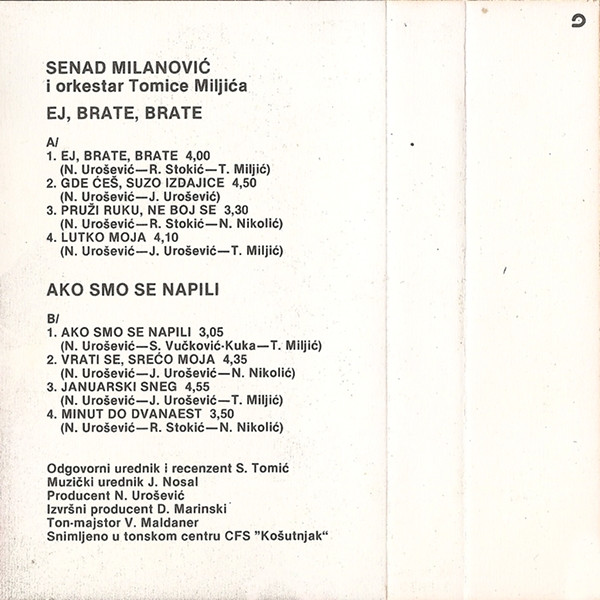 SENAD MILANOVIĆ
i orkestar Tomice Miljića
EJ, BRATE, BRATE
A/
1. EJ, BRATE, BRATE 4,00
(N. Urošević—R. Stokić—T. Miljić)
2. GDE ĆEŠ, SUZO IZDAJICE 4,50
(N. Urošević—J. Urošević)
3. PRUŽI RUKU, NE BOJ SE 3,30
(N. Urošević—R. Stokić—N. Nikolić)
4. LUTKO MOJA 4,10
(N. Urošević—J. Urošević—T. Miljić)
AKO SMO SE NAPILI
B/
1. AKO SMO SE NAPILI 3,05
(N. Urošević—S. Vučković-Kuka—T. Miljić)
2. VRATI SE, SREĆO MOJA 4,35
(N. Urošević—J. Urošević—N. Nikolić)
3. JANUARSKI SNEG 4,55
(N. Urošević—J. Urošević—T. Miljić)
4. MINUT DO DVANAEST 3,50
(N. Urošević—R. Stokić—N. Nikolić)
Odgovorni urednik i recenzent S. Tomić
Muzički urednik J. Nosal
Producent N. Urošević
Izvršni producent D. Marinski
Ton-majstor V. Maldaner
Snimljeno u tonskom centru CFS "Košutnjak"